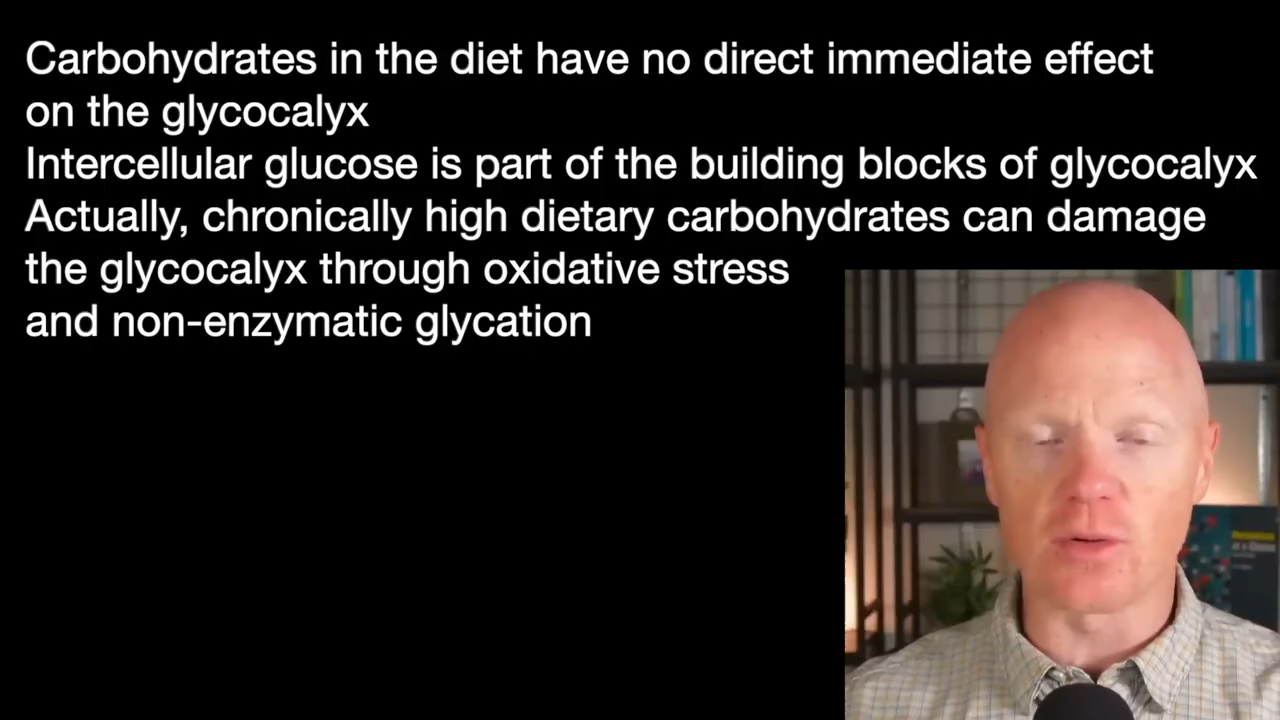 Carbohydrates in the diet have no direct immediate effect
on the glycocalyx
Intercellular glucose is part of the building blocks of glycocalyx
Actually, chronically high dietary carbohydrates can damage
the glycocalyx through oxidative stress
and non-enzymatic glycation